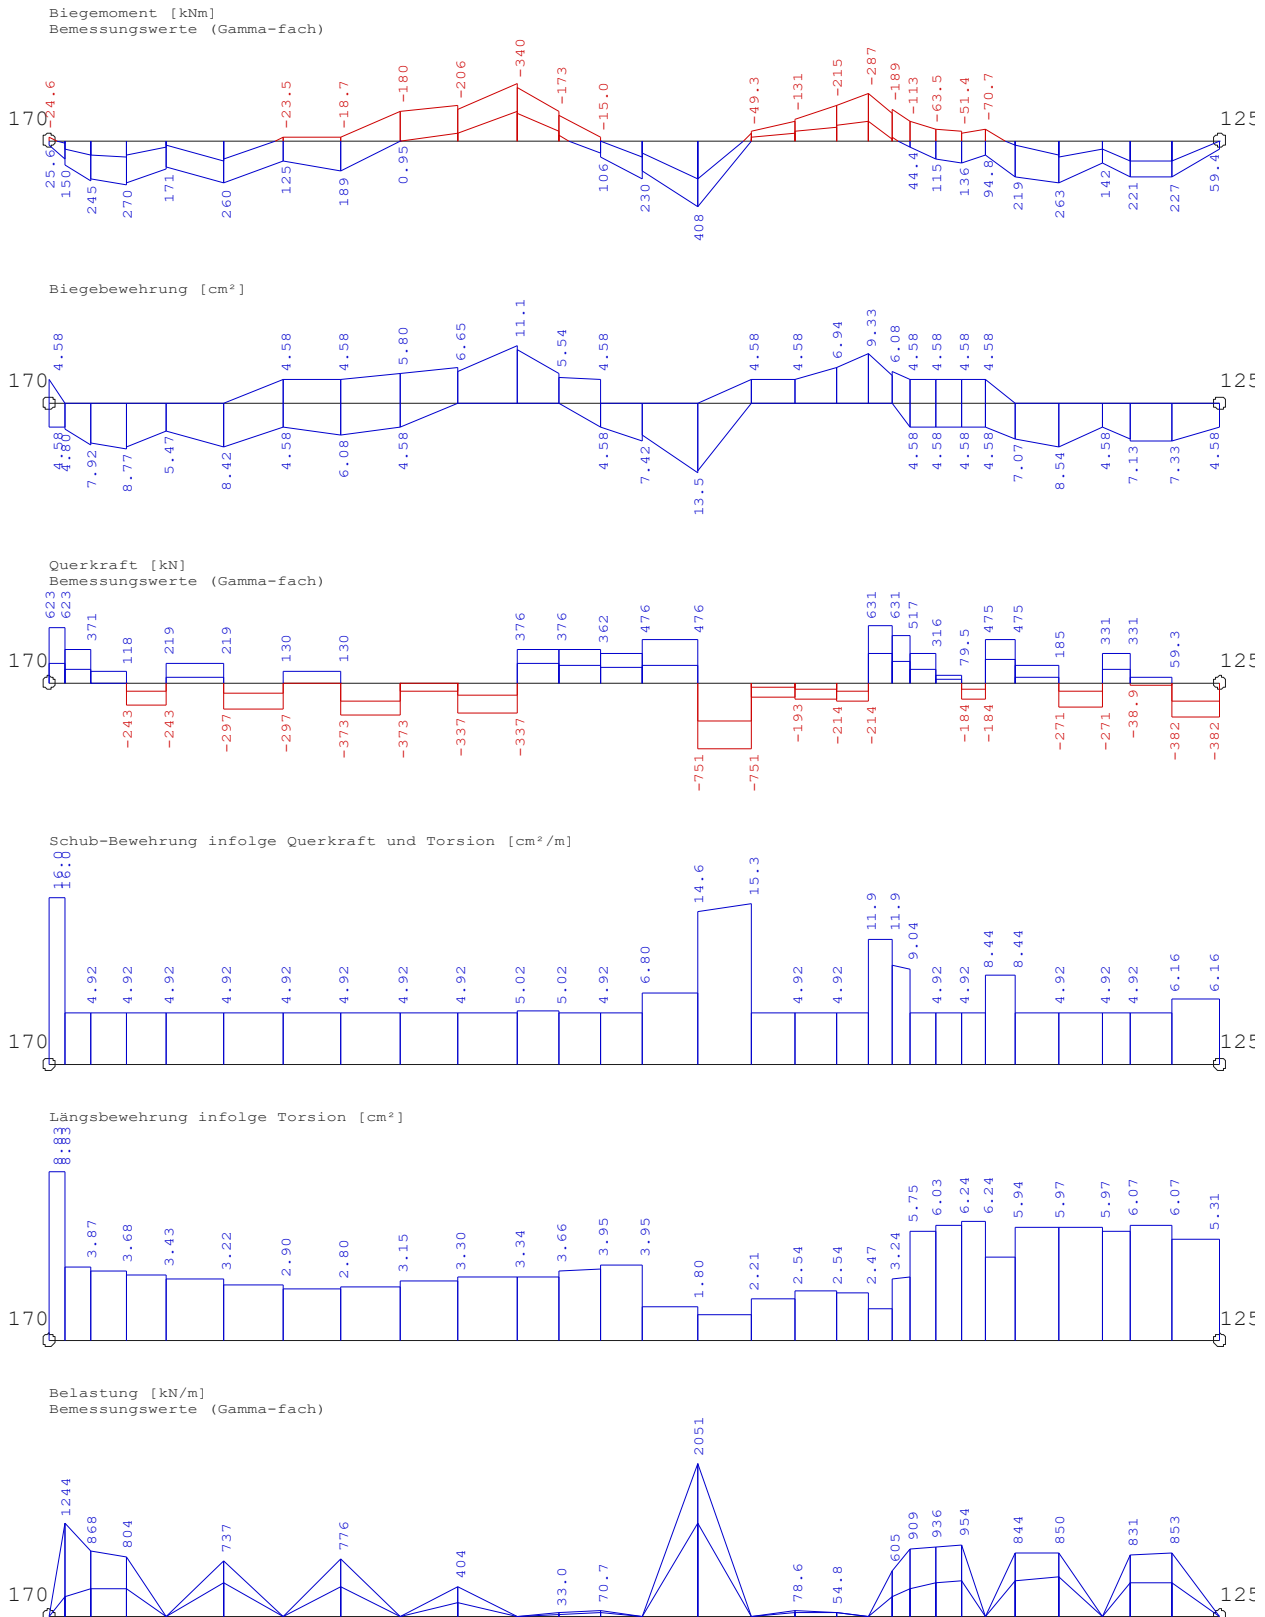 Biegemoment [kNm]
Bemessungswerte (Gamma-fach)
-24.6 -23.5 -18.7 -180 -206 -340 -173 -15.0 -49.3 -131 -215 -287 -189 -113 -63.5 -51.4 -70.7
170 125
25.6 150 245 270 171 260 125 189 0.95 106 230 408 44.4 115 136 94.8 219 263 142 221 227 59.4
Biegebewehrung [cm²]
4.58 4.58 4.58 5.80 6.65 11.1 5.54 4.58 4.58 4.58 6.94 9.33 6.08 4.58 4.58 4.58 4.58
170 125
4.58 4.80 7.92 8.77 5.47 8.42 4.58 6.08 4.58 4.58 7.42 13.5 4.58 4.58 4.58 4.58 7.07 8.54 4.58 7.13 7.33 4.58
Querkraft [kN]
Bemessungswerte (Gamma-fach)
623 623 371 118 219 219 130 130 376 376 362 476 476 631 631 517 316 79.5 475 475 185 331 331 59.3
170 125
-243 -243 -297 -297 -373 -373 -337 -337 -751 -751 -193 -214 -214 -184 -184 -271 -271 -38.9 -382 -382
Schub-Bewehrung infolge Querkraft und Torsion [cm²/m]
16.0 16.0 4.92 4.92 4.92 4.92 4.92 4.92 4.92 4.92 5.02 5.02 4.92 6.80 14.6 15.3 4.92 4.92 11.9 11.9 9.04 4.92 4.92 8.44 8.44 4.92 4.92 4.92 6.16 6.16
170 125
Längsbewehrung infolge Torsion [cm²]
8.83 8.83 3.87 3.68 3.43 3.22 2.90 2.80 3.15 3.30 3.34 3.66 3.95 3.95 1.80 2.21 2.54 2.54 2.47 3.24 5.75 6.03 6.24 6.24 5.94 5.97 5.97 6.07 6.07 5.31
170 125
Belastung [kN/m]
Bemessungswerte (Gamma-fach)
1244 868 804 737 776 404 33.0 70.7 2051 78.6 54.8 605 909 936 954 844 850 831 853
170 125